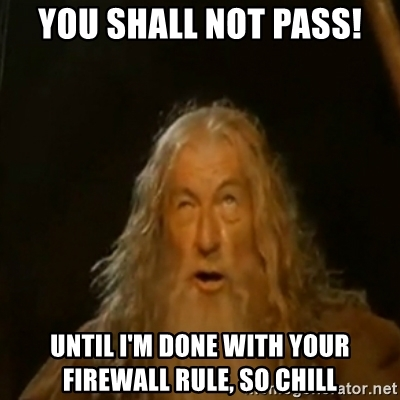 YOU SHALL NOT PASS!
UNTIL I'M DONE WITH YOUR
FIREWALL RULE, SO CHILL